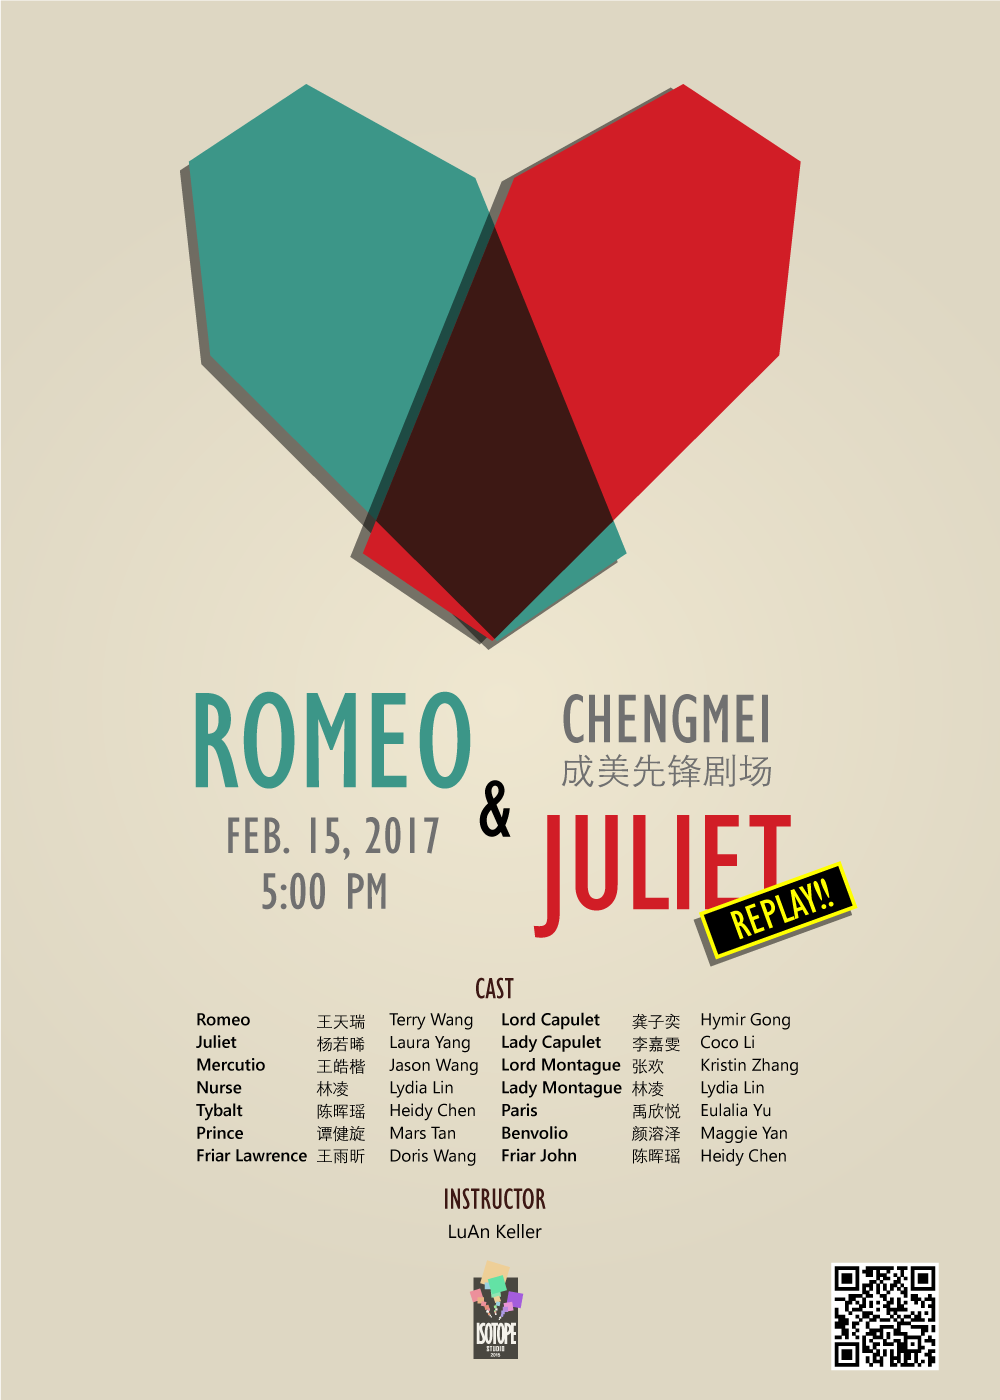 ROMEO
FEB. 15, 2017
5:00 PM
&
CHENGMEI
成美先锋剧场
JULIET
REPLAY!!
CAST
Romeo 王天瑞 Terry Wang Lord Capulet 龚子奕 Hymir Gong
Juliet 杨若晞 Laura Yang Lady Capulet 李嘉雯 Coco Li
Mercutio 王皓楷 Jason Wang Lord Montague 张欢 Kristin Zhang
Nurse 林凌 Lydia Lin Lady Montague 林凌 Lydia Lin
Tybalt 陈晖瑶 Heidy Chen Paris 禹欣悦 Eulalia Yu
Prince 谭健旋 Mars Tan Benvolio 颜溶泽 Maggie Yan
Friar Lawrence 王雨昕 Doris Wang Friar John 陈晖瑶 Heidy Chen
INSTRUCTOR
LuAn Keller
ISOTOPE
STUDIO
2015